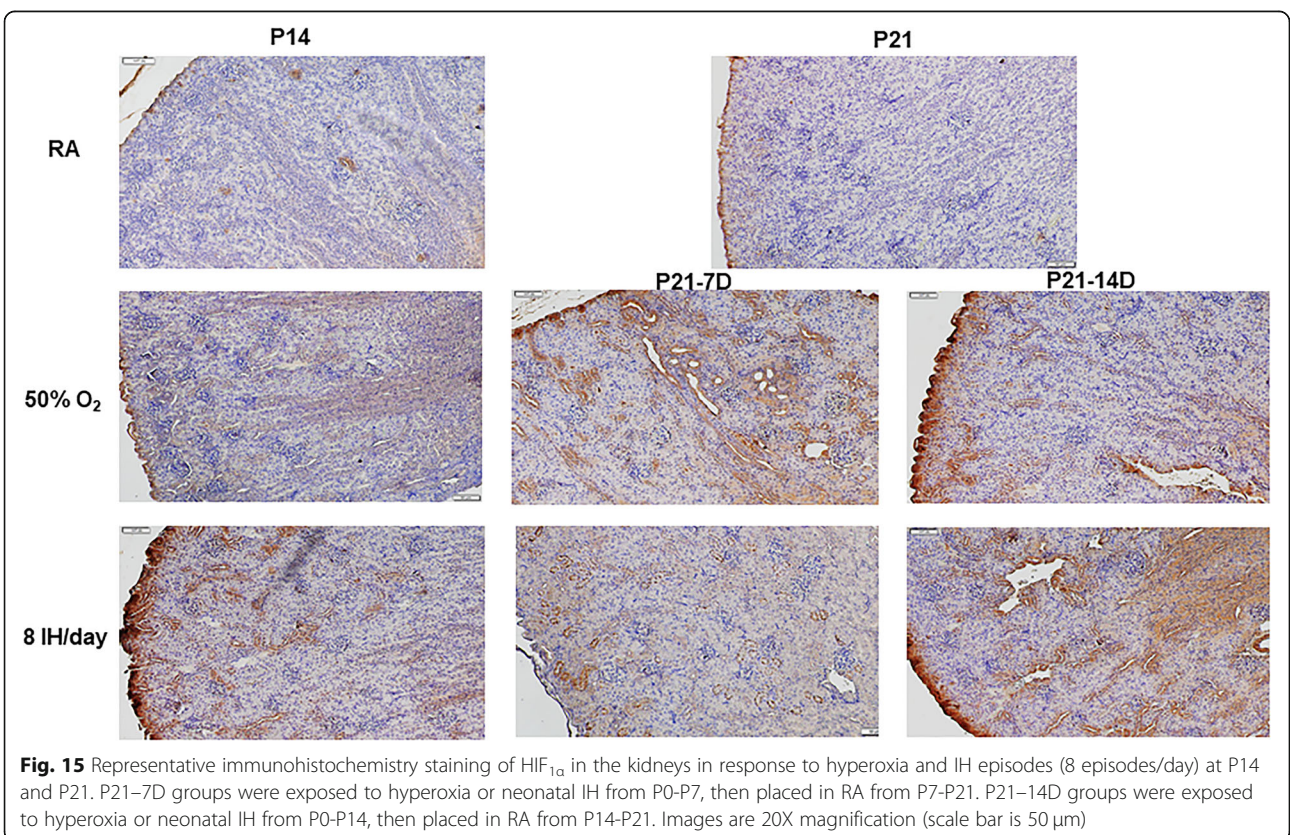 P14
P21
RA
P21-7D
P21-14D
50% O₂
8 IH/day
Fig. 15 Representative immunohistochemistry staining of HIF₁α in the kidneys in response to hyperoxia and IH episodes (8 episodes/day) at P14
and P21. P21–7D groups were exposed to hyperoxia or neonatal IH from P0-P7, then placed in RA from P7-P21. P21–14D groups were exposed
to hyperoxia or neonatal IH from P0-P14, then placed in RA from P14-P21. Images are 20X magnification (scale bar is 50 μm)